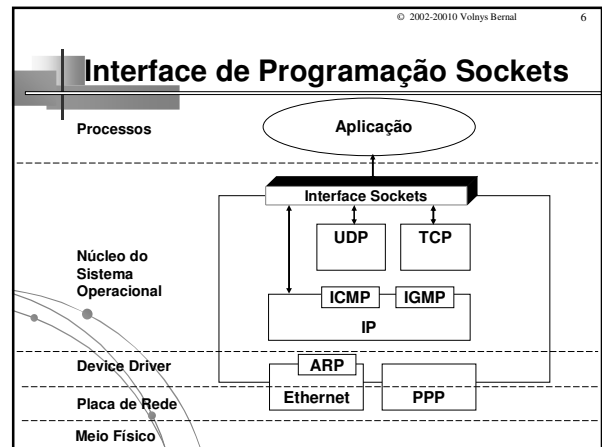 © 2002-20010 Volnys Bernal 6
Interface de Programação Sockets
Processos
Aplicação
Interface Sockets
UDP TCP
Núcleo do
Sistema
Operacional
ICMP IGMP
IP
Device Driver
ARP
Ethernet PPP
Placa de Rede
Meio Físico